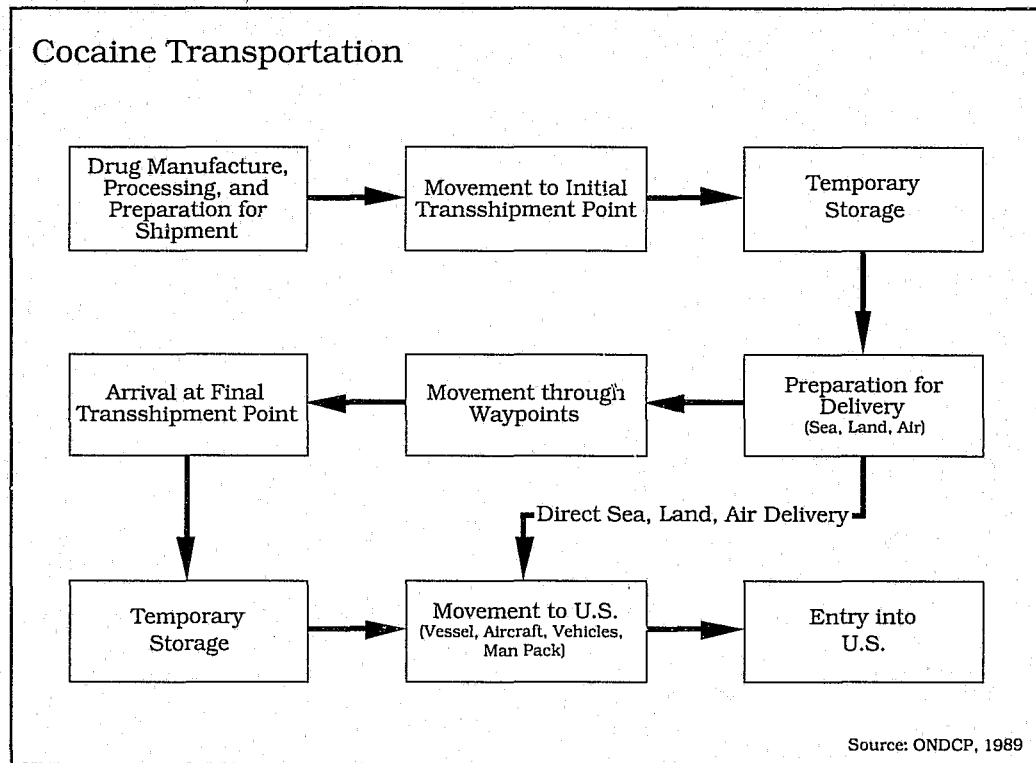 Cocaine Transportation
Drug Manufacture,
Processing, and
Preparation for
Shipment
Movement to Initial
Transshipment Point
Temporary
Storage
Preparation for
Delivery
(Sea, Land, Air)
Movement through
Waypoints
Arrival at Final
Transshipment Point
Direct Sea, Land, Air Delivery
Temporary
Storage
Movement to U.S.
(Vessel, Aircraft, Vehicles,
Man Pack)
Entry into
U.S.
Source: ONDCP, 1989